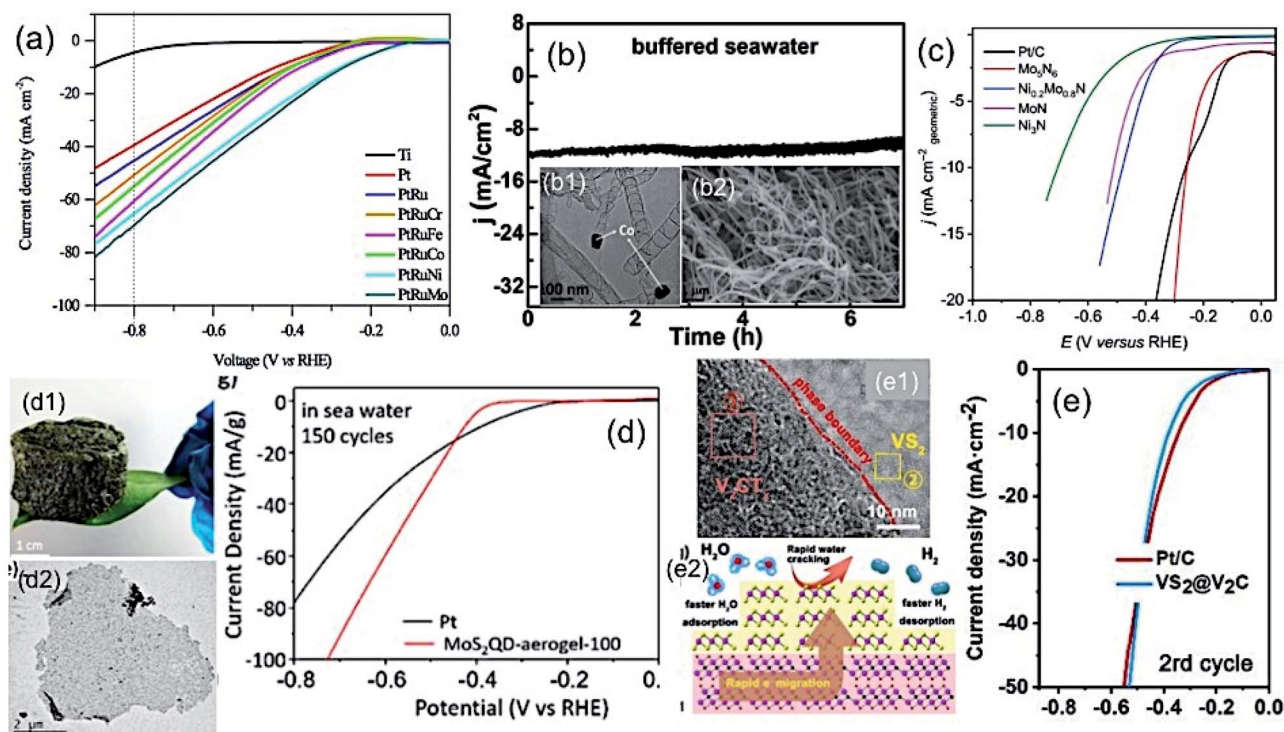 (a)
0
-20
-40
-60
-80
-100
Current density (mA cm⁻²)
Ti
Pt
PtRu
PtRuCr
PtRuFe
PtRuCo
PtRuNi
PtRuMo
-0.8
-0.6
-0.4
-0.2
0.0
Voltage (V vs RHE)
(b)
buffered seawater
8
0
-8
-16
-24
-32
j (mA/cm²)
(b1)
Co
100 nm
(b2)
μm
0
2
4
6
Time (h)
(c)
Pt/C
Mo₅N₆
Ni₀.₂Mo₀.₈N
MoN
Ni₃N
-5
-10
-15
-20
j (mA cm⁻² geometric)
-1.0
-0.8
-0.6
-0.4
-0.2
0.0
E (V versus RHE)
(d1)
1 cm
(d2)
2 μm
g)
(d)
in sea water
150 cycles
0
-20
-40
-60
-80
-100
Current Density (mA/g)
Pt
MoS₂QD-aerogel-100
-0.8
-0.6
-0.4
-0.2
0.
Potential (V vs RHE)
(e1)
phase boundary
VS₂
②
10 nm
(e2)
H₂O
Rapid water
cracking
H₂
faster H₂O
adsorption
faster H₂
desorption
Rapid e⁻ migration
(e)
0
-10
-20
-30
-40
-50
Current density (mA·cm⁻²)
Pt/C
VS₂@V₂C
2rd cycle
-0.8
-0.6
-0.4
-0.2
-0.0